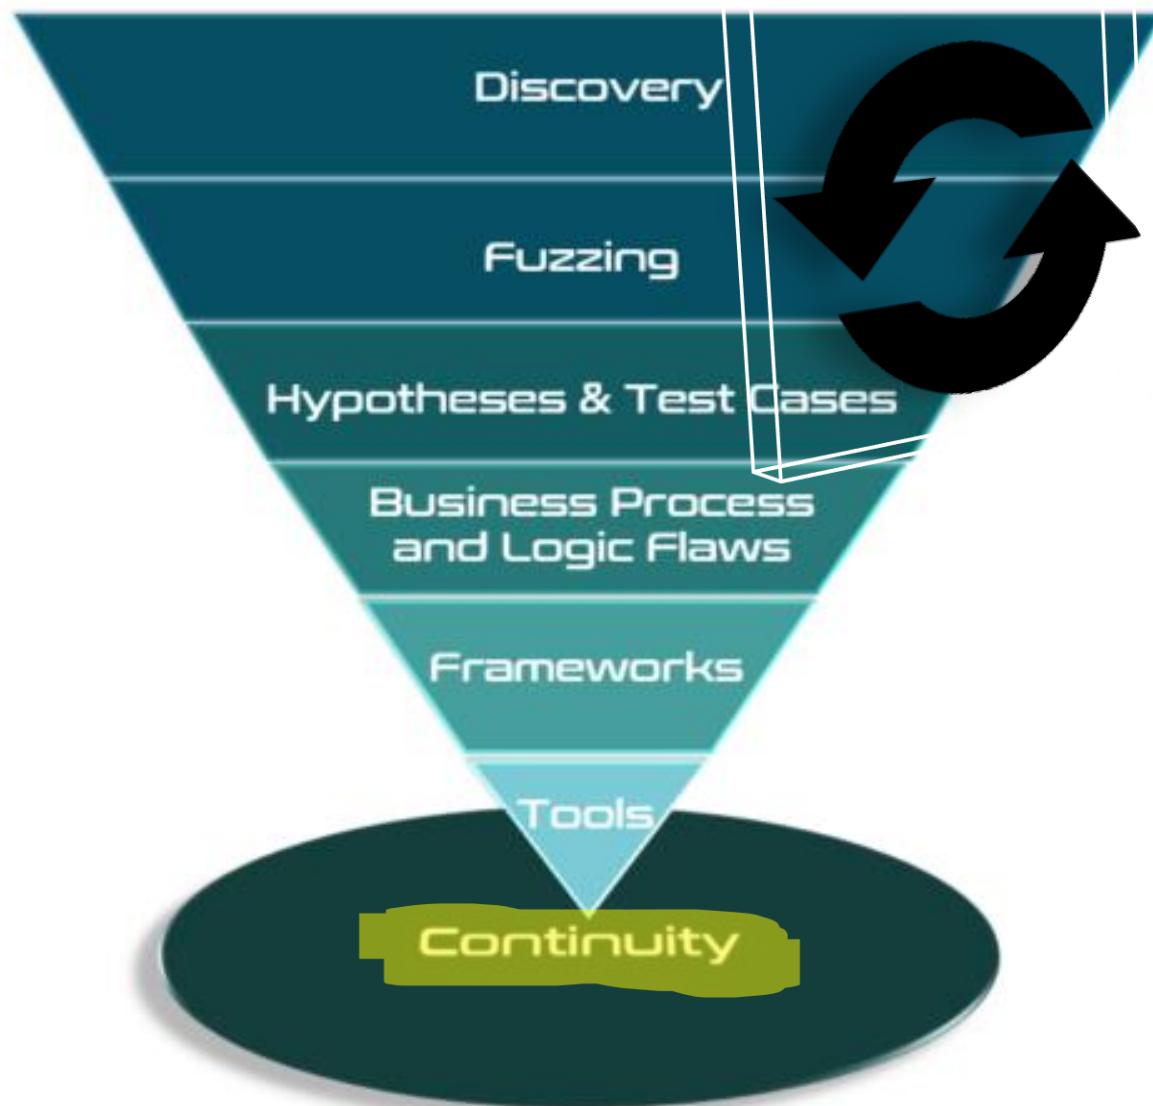 Discovery
Fuzzing
Hypotheses & Test Cases
Business Process
and Logic Flaws
Frameworks
Tools
Continuity